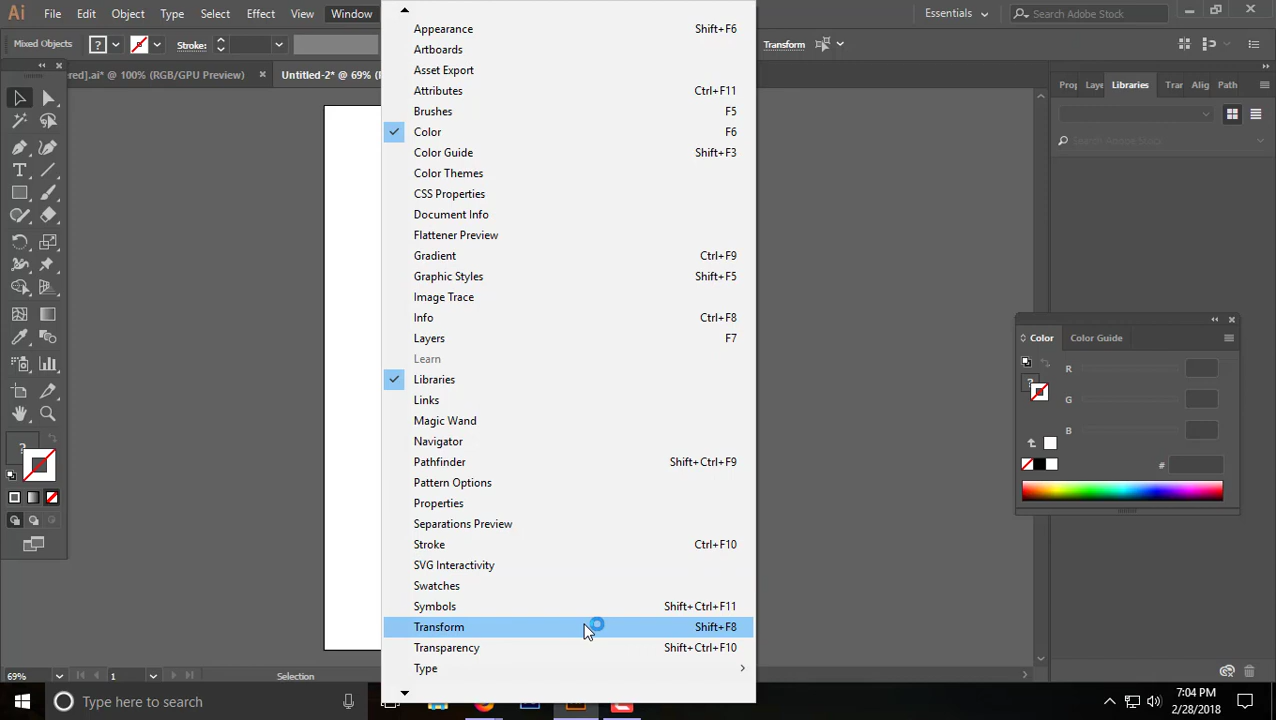 Ai File Edit Object Type Select Effect View Window Essentials Search Adobe Stock
Mixed Objects ? Stroke: Transform
red].ai* @ 100% (RGB/GPU Preview) × Untitled-2* @ 69% (
Appearance Shift+F6
Artboards
Asset Export
Attributes Ctrl+F11
Brushes F5
Color F6
Color Guide Shift+F3
Color Themes
CSS Properties
Document Info
Flattener Preview
Gradient Ctrl+F9
Graphic Styles Shift+F5
Image Trace
Info Ctrl+F8
Layers F7
Learn
Libraries
Links
Magic Wand
Navigator
Pathfinder Shift+Ctrl+F9
Pattern Options
Properties
Separations Preview
Stroke Ctrl+F10
SVG Interactivity
Swatches
Symbols Shift+Ctrl+F11
Transform Shift+F8
Transparency Shift+Ctrl+F10
Type
Prop Laye Libraries Tran Align Path
Search Adobe Stock
Color Color Guide
R
? G
B
#
?
69% 1 Selection
Type here to search
7:04 PM
2/28/2018